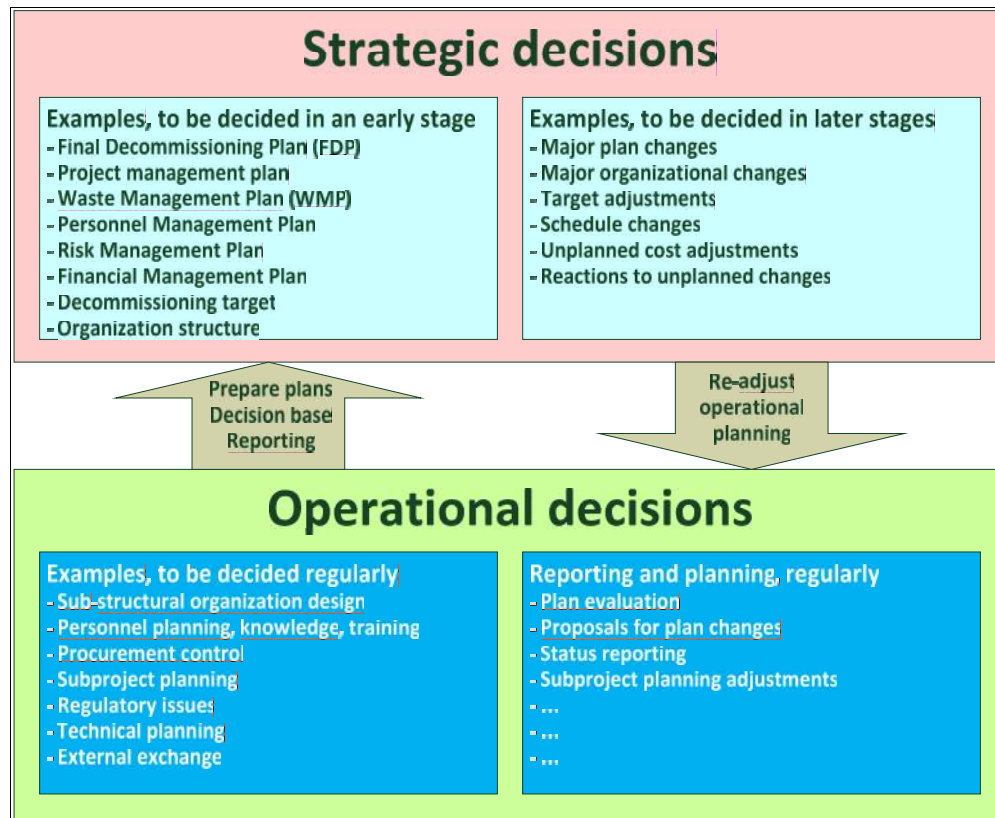 Strategic decisions
Examples, to be decided in an early stage
- Final Decommissioning Plan (FDP)
- Project management plan
- Waste Management Plan (WMP)
- Personnel Management Plan
- Risk Management Plan
- Financial Management Plan
- Decommissioning target
- Organization structure
Examples, to be decided in later stages
- Major plan changes
- Major organizational changes
- Target adjustments
- Schedule changes
- Unplanned cost adjustments
- Reactions to unplanned changes
Prepare plans
Decision base
Reporting
Re-adjust
operational
planning
Operational decisions
Examples, to be decided regularly
- Sub-structural organization design
- Personnel planning, knowledge, training
- Procurement control
- Subproject planning
- Regulatory issues
- Technical planning
- External exchange
Reporting and planning, regularly
- Plan evaluation
- Proposals for plan changes
- Status reporting
- Subproject planning adjustments
- ...
- ...
- ...